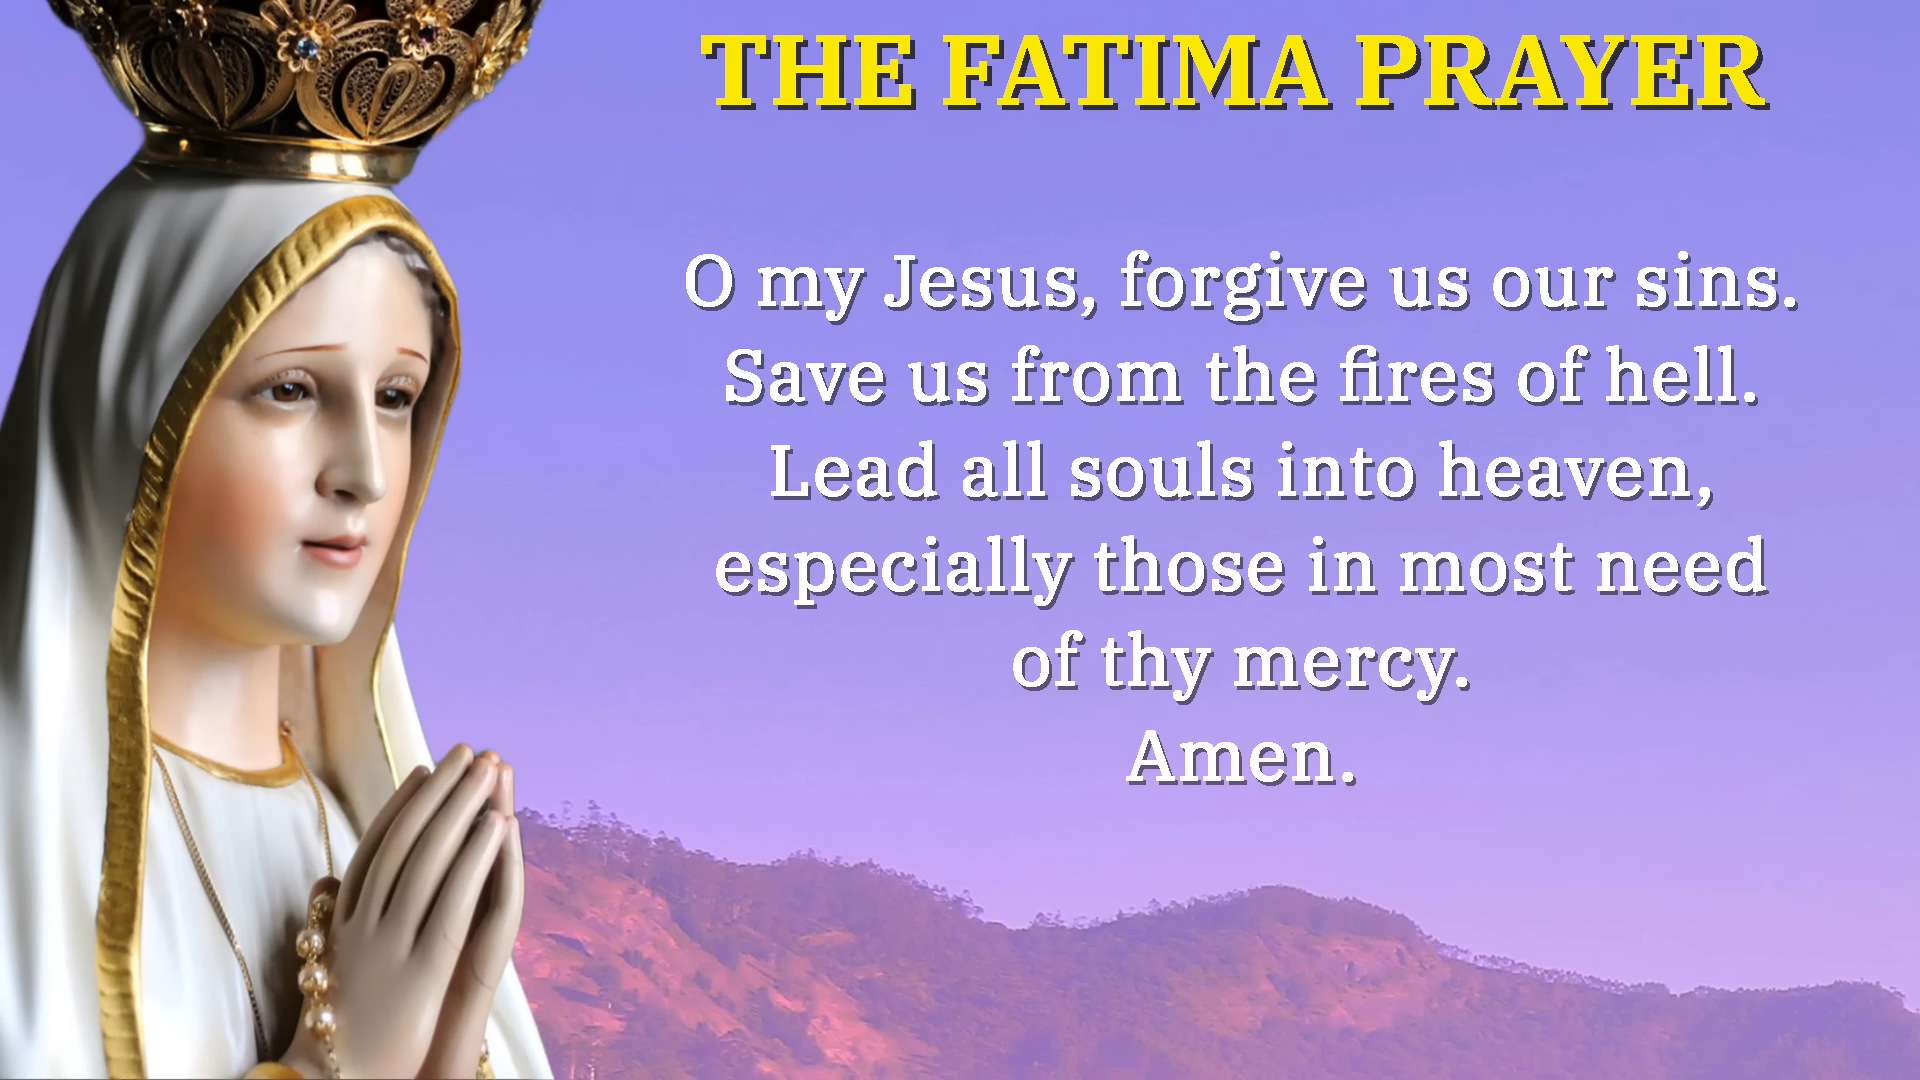 THE FATIMA PRAYER
O my Jesus, forgive us our sins.
Save us from the fires of hell.
Lead all souls into heaven,
especially those in most need
of thy mercy.
Amen.